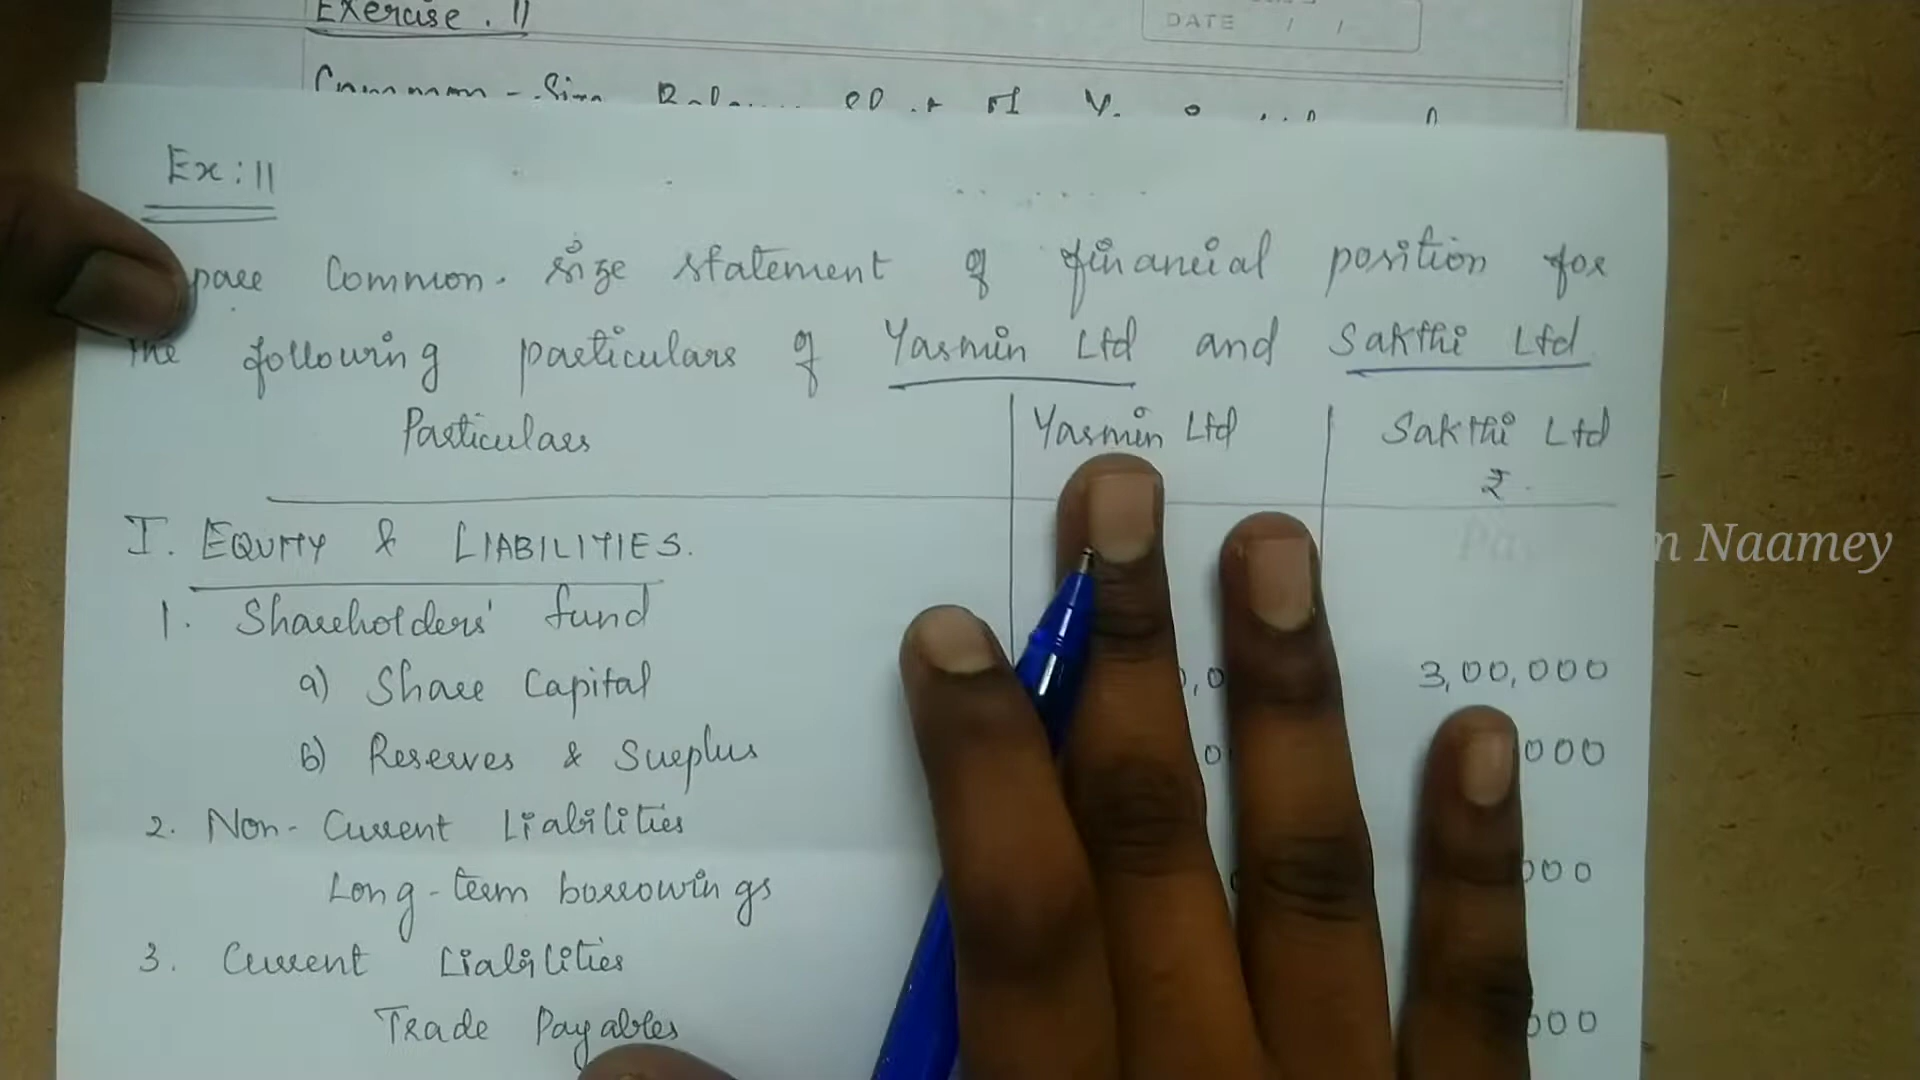 Exercise. 11
DATE / /
Ex: 11
Common-size statement of financial position for
the following particulars of Yasmin Ltd and Sakthi Ltd
Particulars Yasmin Ltd Sakthi Ltd
₹
I. EQUITY & LIABILITIES.
Naamey
1. Shareholders' fund
a) Share Capital 3,00,000
b) Reserves & Surplus 000
2. Non-Current Liabilities
Long-term borrowings 000
3. Current Liabilities
Trade Payables 000